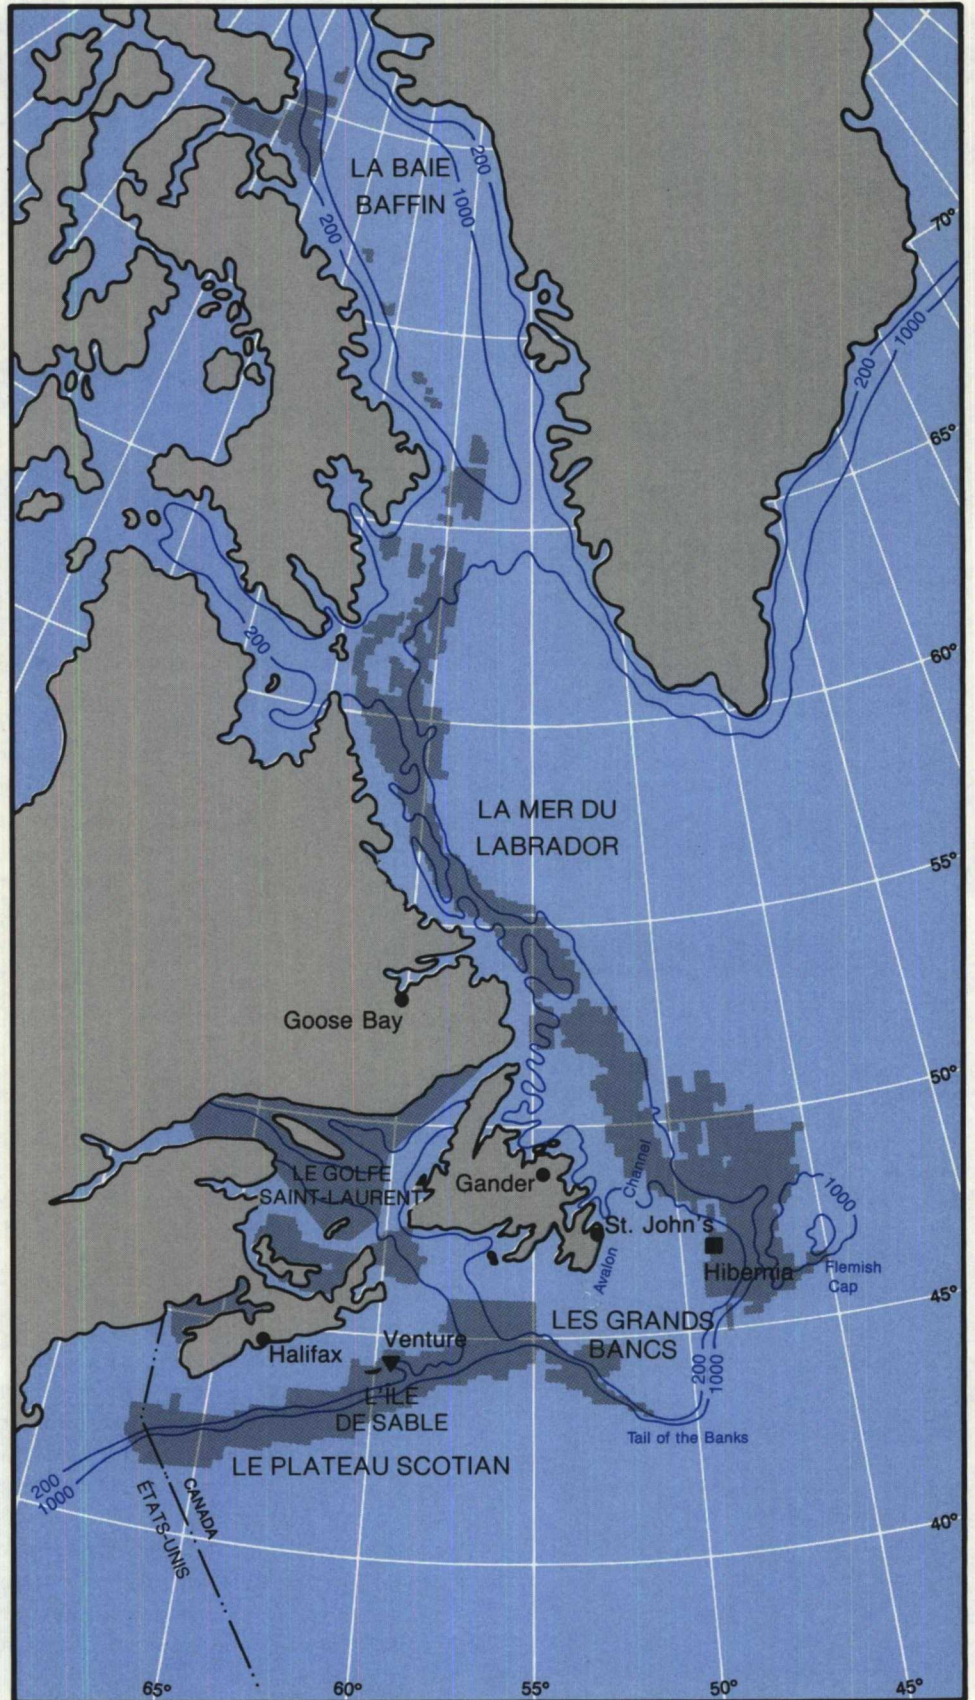 LA BAIE
BAFFIN
200
1000
200
70°
1000
200
65°
200
60°
LA MER DU
LABRADOR
55°
Goose Bay
50°
LE GOLFE
SAINT-LAURENT
Gander
Channel
1000
St. John's
Hibernia
Avalon
Flemish
Cap
45°
LES GRANDS
BANCS
Halifax
Venture
200
1000
L'ILE
DE SABLE
Tail of the Banks
LE PLATEAU SCOTIAN
200
1000
CANADA
ÉTATS-UNIS
40°
65°
60°
55°
50°
45°